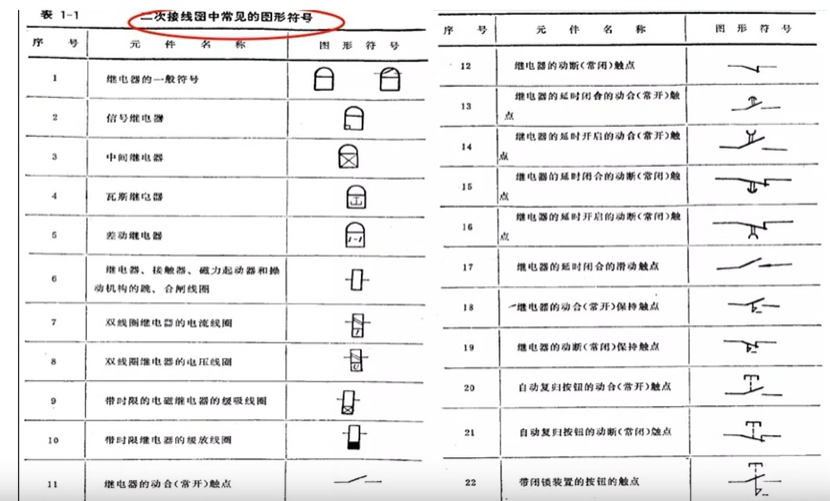 表 1-1 二次接线图中常见的图形符号
序 号 元 件 名 称 图 形 符 号
1 继电器的一般符号
2 信号继电器
3 中间继电器
4 瓦斯继电器
5 差动继电器 I-I
6 继电器、接触器、磁力起动器和操
动机构的跳、合闸线圈
7 双线圈继电器的电流线圈 I
8 双线圈继电器的电压线圈 U
9 带时限的电磁继电器的缓吸线圈
10 带时限继电器的缓放线圈
11 继电器的动合(常开)触点
序 号 元 件 名 称 图 形 符 号
12 继电器的动断(常闭)触点
13 继电器的延时闭合的动合(常开)触
点
14 继电器的延时开启的动合(常开)触
点
15 继电器的延时闭合的动断(常闭)触
点
16 继电器的延时开启的动断(常闭)触
点
17 继电器的延时闭合的滑动触点
18 继电器的动合(常开)保持触点
19 继电器的动断(常闭)保持触点
20 自动复归按钮的动合(常开)触点
21 自动复归按钮的动断(常闭)触点
22 带闭锁装置的按钮的触点